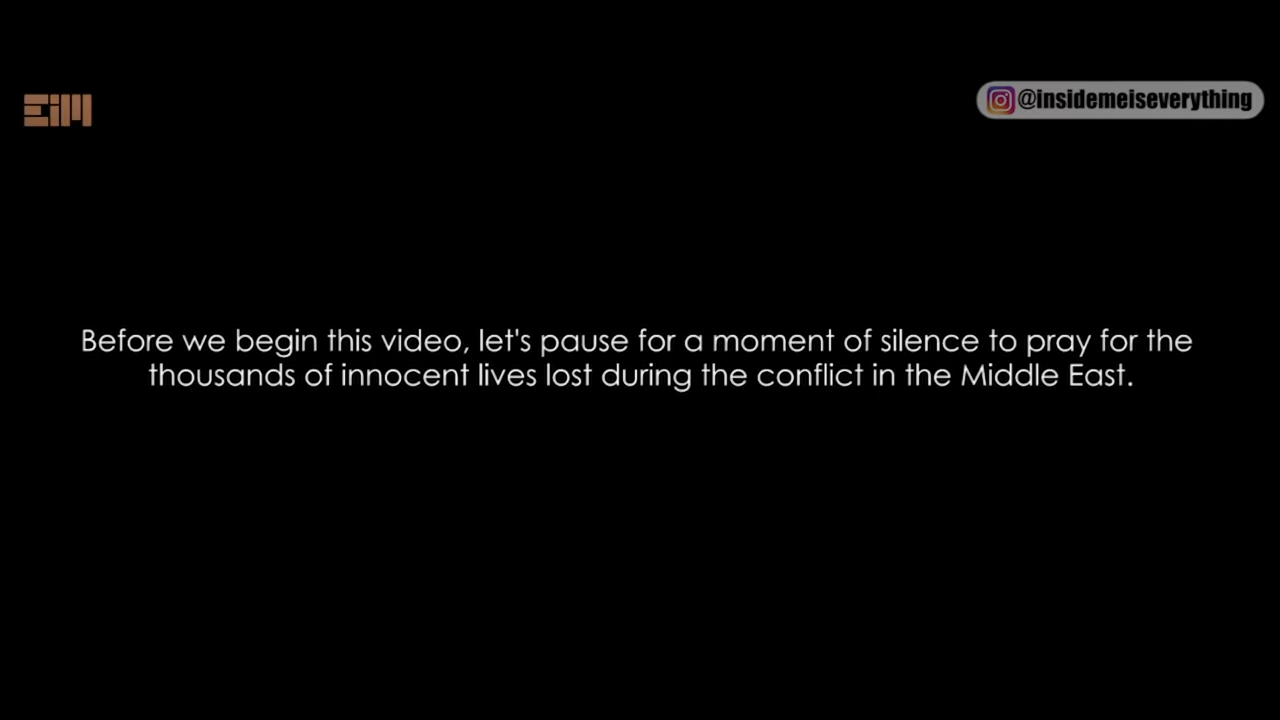 EiM
@insidemeiseverything
Before we begin this video, let's pause for a moment of silence to pray for the
thousands of innocent lives lost during the conflict in the Middle East.